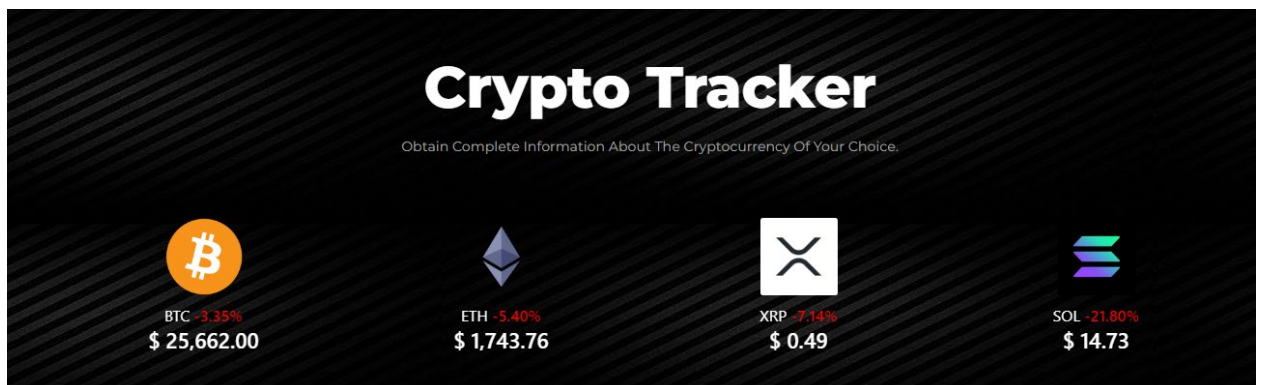 Crypto Tracker
Obtain Complete Information About The Cryptocurrency Of Your Choice.
BTC -3.35%
$ 25,662.00
ETH -5.40%
$ 1,743.76
XRP -7.14%
$ 0.49
SOL -21.80%
$ 14.73